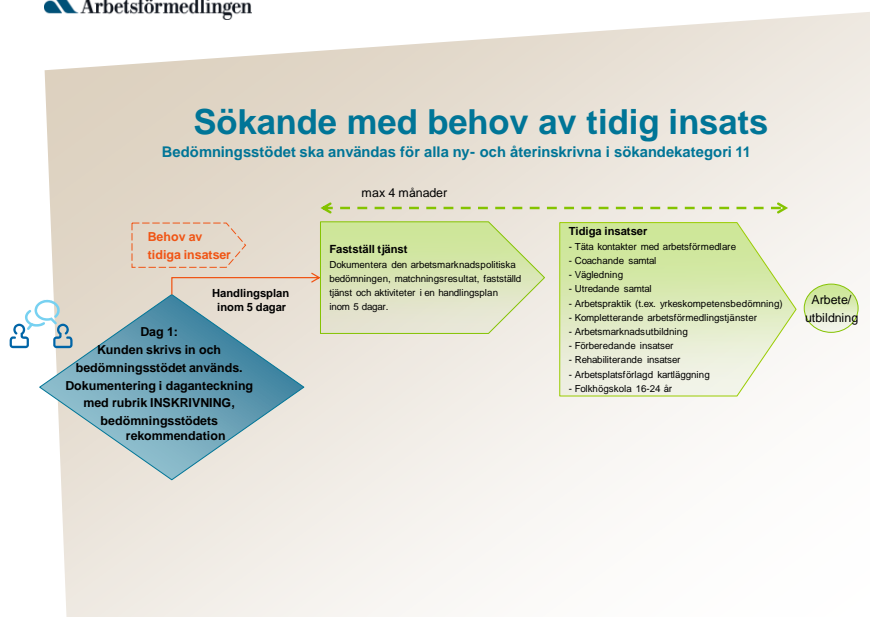 Arbetsförmedlingen
Sökande med behov av tidig insats
Bedömningsstödet ska användas för alla ny- och återinskrivna i sökandekategori 11
max 4 månader
Behov av
tidiga insatser
Handlingsplan
inom 5 dagar
Dag 1:
Kunden skrivs in och
bedömningsstödet används.
Dokumentering i daganteckning
med rubrik INSKRIVNING,
bedömningsstödets
rekommendation
Fastställ tjänst
Dokumentera den arbetsmarknadspolitiska
bedömningen, matchningsresultat, fastställd
tjänst och aktiviteter i en handlingsplan
inom 5 dagar.
Tidiga insatser
- Täta kontakter med arbetsförmedlare
- Coachande samtal
- Vägledning
- Utredande samtal
- Arbetspraktik (t.ex. yrkeskompetensbedömning)
- Kompletterande arbetsförmedlingstjänster
- Arbetsmarknadsutbildning
- Förberedande insatser
- Rehabiliterande insatser
- Arbetsplatsförlagd kartläggning
- Folkhögskola 16-24 år
Arbete/
utbildning